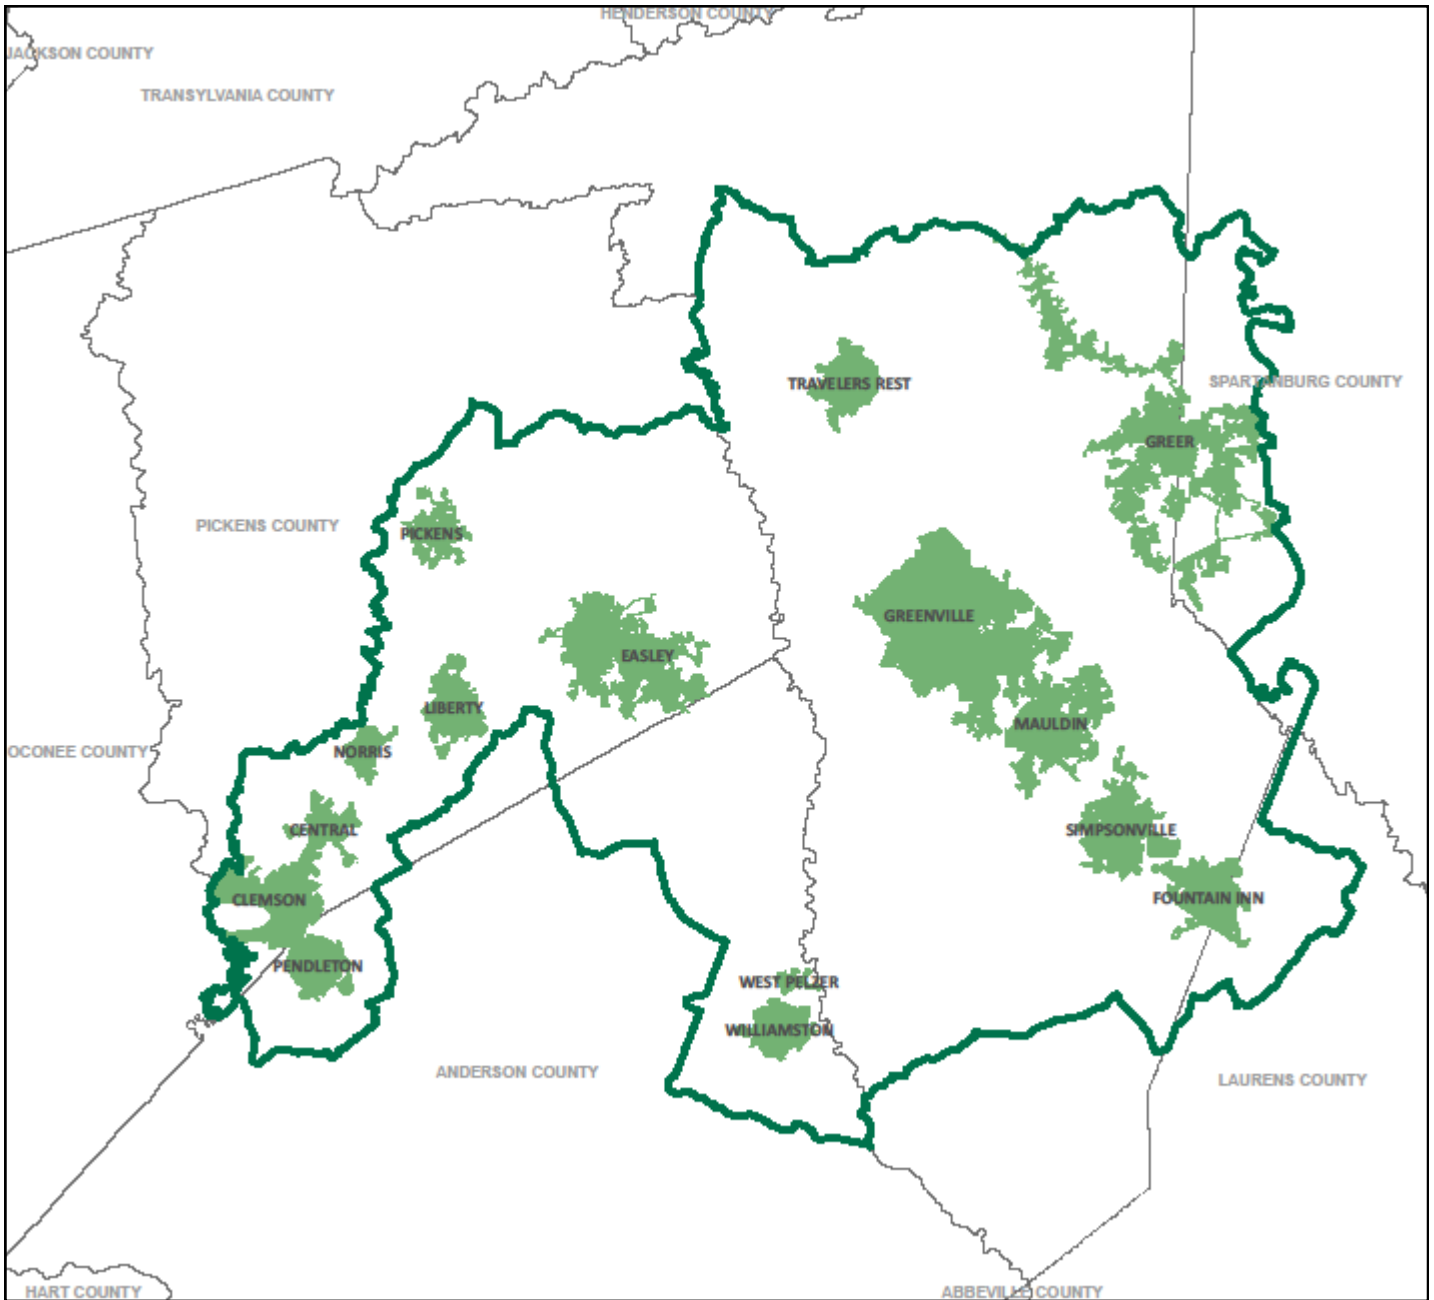 HENDERSON COUNTY
JACKSON COUNTY
TRANSYLVANIA COUNTY
SPARTANBURG COUNTY
TRAVELERS REST
GREER
PICKENS COUNTY
PICKENS
GREENVILLE
EASLEY
LIBERTY
MAULDIN
OCONEE COUNTY
NORRIS
CENTRAL
SIMPSONVILLE
CLEMSON
FOUNTAIN INN
PENDLETON
WEST PELZER
WILLIAMSTON
ANDERSON COUNTY
LAURENS COUNTY
HART COUNTY
ABBEVILLE COUNTY